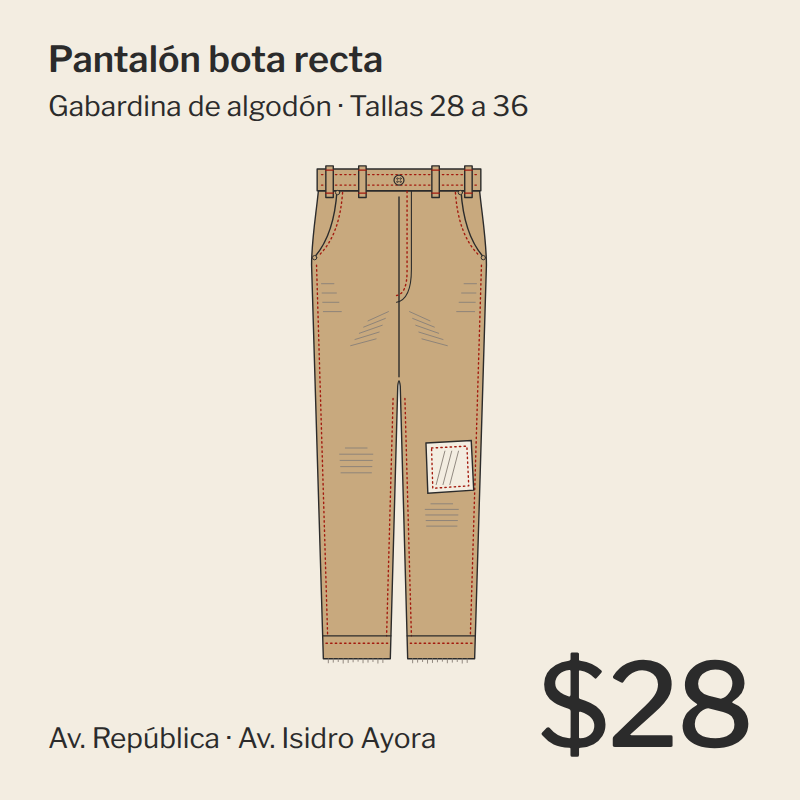 Pantalón bota recta
Gabardina de algodón · Tallas 28 a 36
Av. República · Av. Isidro Ayora
$28